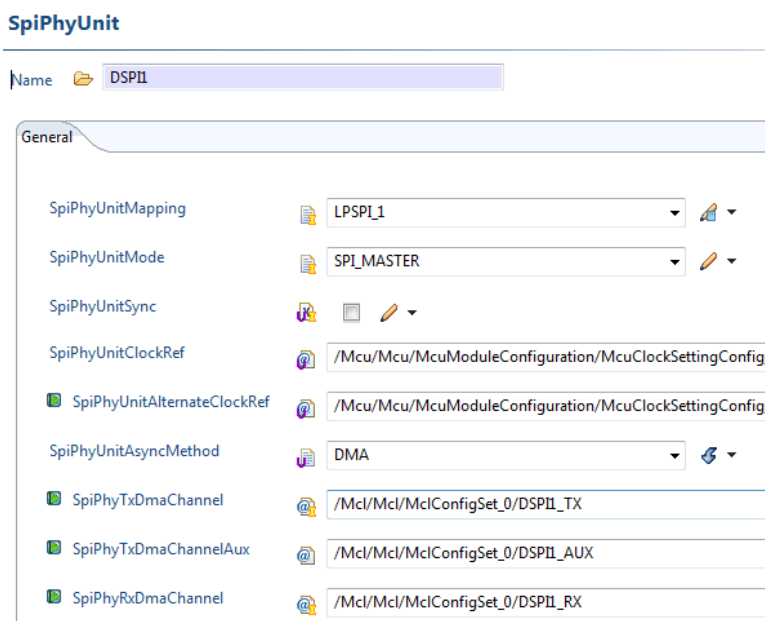 SpiPhyUnit
Name DSPI1
General
SpiPhyUnitMapping LPSPI_1
SpiPhyUnitMode SPI_MASTER
SpiPhyUnitSync
SpiPhyUnitClockRef /Mcu/Mcu/McuModuleConfiguration/McuClockSettingConfig
SpiPhyUnitAlternateClockRef /Mcu/Mcu/McuModuleConfiguration/McuClockSettingConfig
SpiPhyUnitAsyncMethod DMA
SpiPhyTxDmaChannel /Mcl/Mcl/MclConfigSet_0/DSPI1_TX
SpiPhyTxDmaChannelAux /Mcl/Mcl/MclConfigSet_0/DSPI1_AUX
SpiPhyRxDmaChannel /Mcl/Mcl/MclConfigSet_0/DSPI1_RX